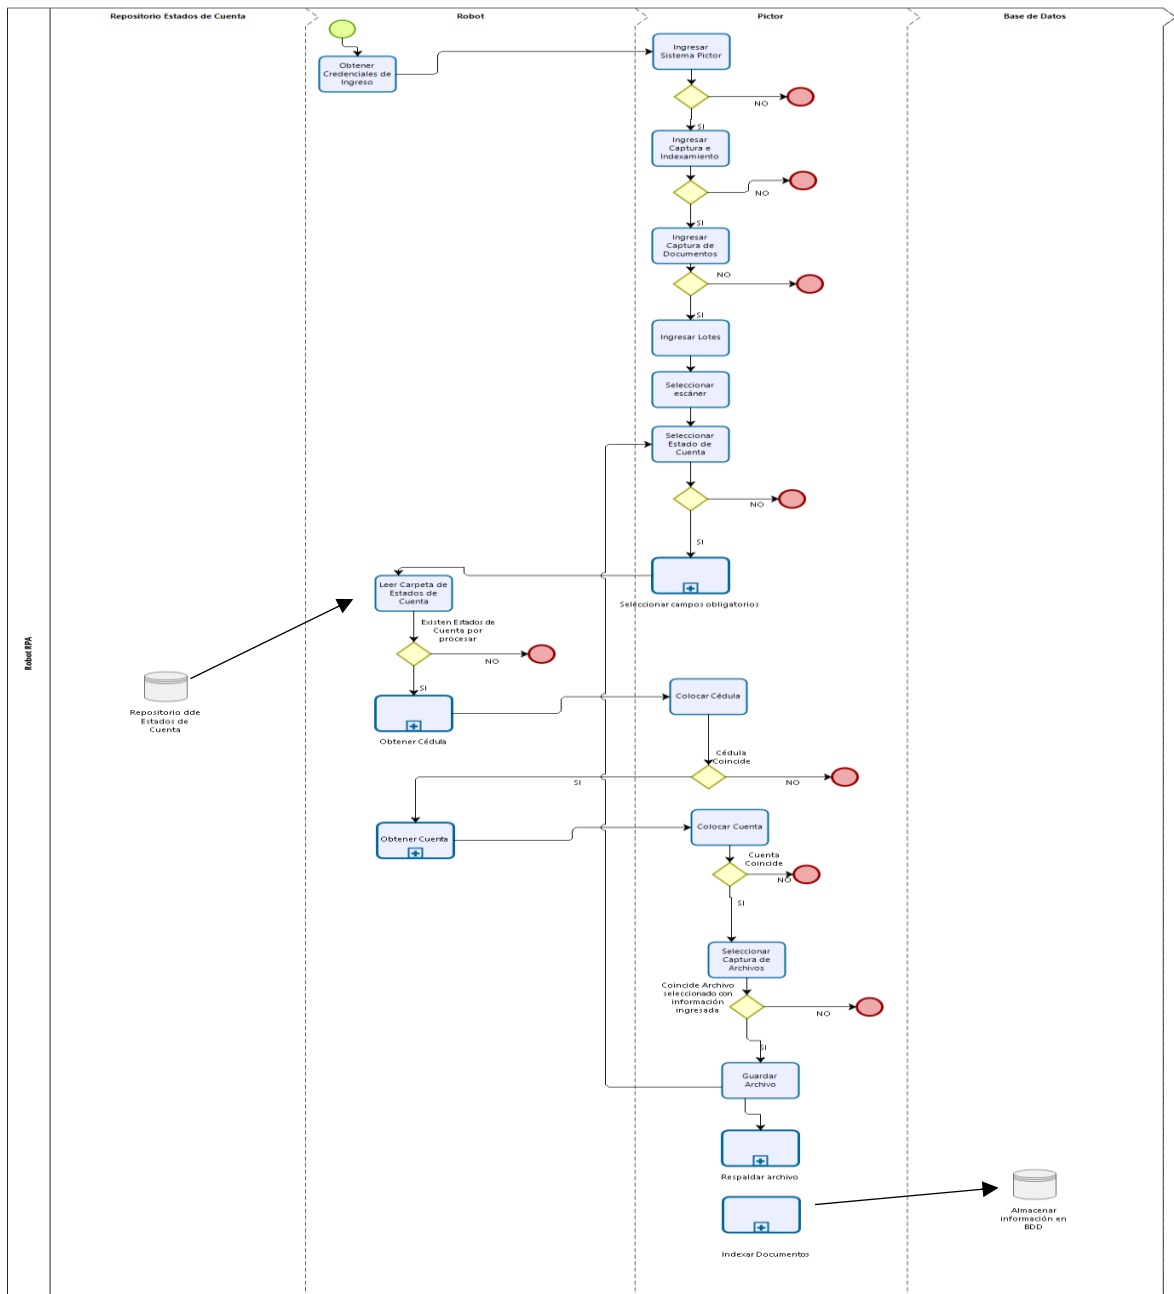 Repositorio Estados de Cuenta
Robot
Pictor
Base de Datos
Robot RPA
Obtener
Credenciales de
Ingreso
Ingresar
Sistema Pictor
NO
SI
Ingresar
Captura e
Indexamiento
NO
SI
Ingresar
Captura de
Documentos
NO
SI
Ingresar Lotes
Seleccionar
escáner
Seleccionar
Estado de
Cuenta
NO
SI
Seleccionar campos obligatorios
Leer Carpeta de
Estados de
Cuenta
Existen Estados de
Cuenta por
procesar
NO
SI
Repositorio dde
Estados de
Cuenta
Obtener Cédula
Colocar Cédula
Cédula
Coincide
SI
NO
Obtener Cuenta
Colocar Cuenta
Cuenta
Coincide
NO
SI
Seleccionar
Captura de
Archivos
Coincide Archivo
seleccionado con
información
ingresada
NO
SI
Guardar
Archivo
Respaldar archivo
Indexar Documentos
Almacenar
información en
BDD